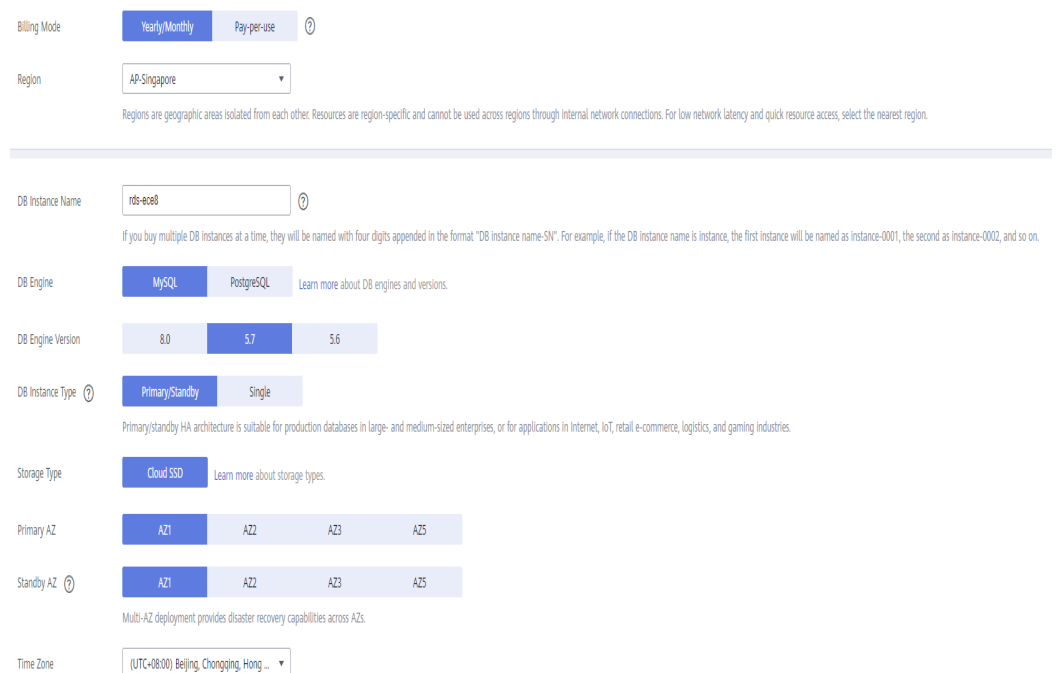 Billing Mode Yearly/Monthly Pay-per-use ?
Region AP-Singapore
Regions are geographic areas isolated from each other. Resources are region-specific and cannot be used across regions through internal network connections. For low network latency and quick resource access, select the nearest region.
DB Instance Name rds-ece8 ?
If you buy multiple DB instances at a time, they will be named with four digits appended in the format "DB instance name-SN". For example, if the DB instance name is instance, the first instance will be named as instance-0001, the second as instance-0002, and so on.
DB Engine MySQL PostgreSQL Learn more about DB engines and versions.
DB Engine Version 8.0 5.7 5.6
DB Instance Type ? Primary/Standby Single
Primary/standby HA architecture is suitable for production databases in large- and medium-sized enterprises, or for applications in Internet, IoT, retail e-commerce, logistics, and gaming industries.
Storage Type Cloud SSD Learn more about storage types.
Primary AZ AZ1 AZ2 AZ3 AZ5
Standby AZ ? AZ1 AZ2 AZ3 AZ5
Multi-AZ deployment provides disaster recovery capabilities across AZs.
Time Zone (UTC+08:00) Beijing, Chongqing, Hong ...